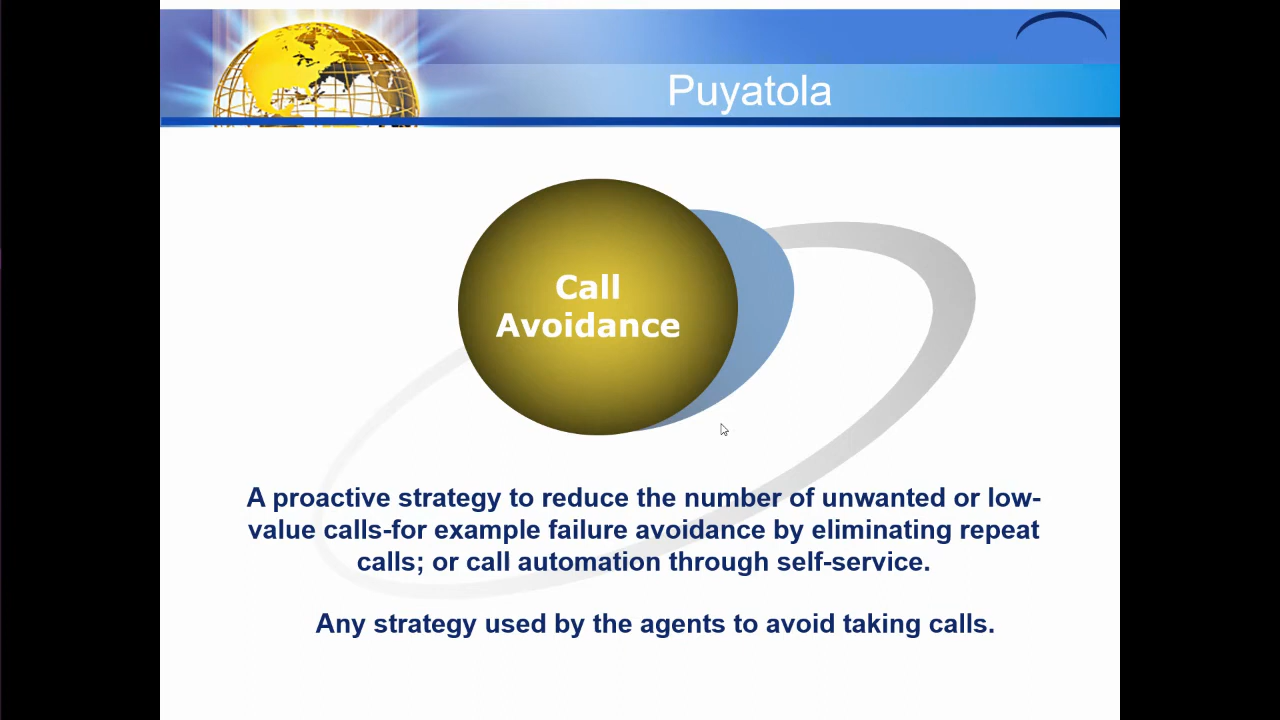 Puyatola
Call
Avoidance
A proactive strategy to reduce the number of unwanted or low-
value calls-for example failure avoidance by eliminating repeat
calls; or call automation through self-service.
Any strategy used by the agents to avoid taking calls.